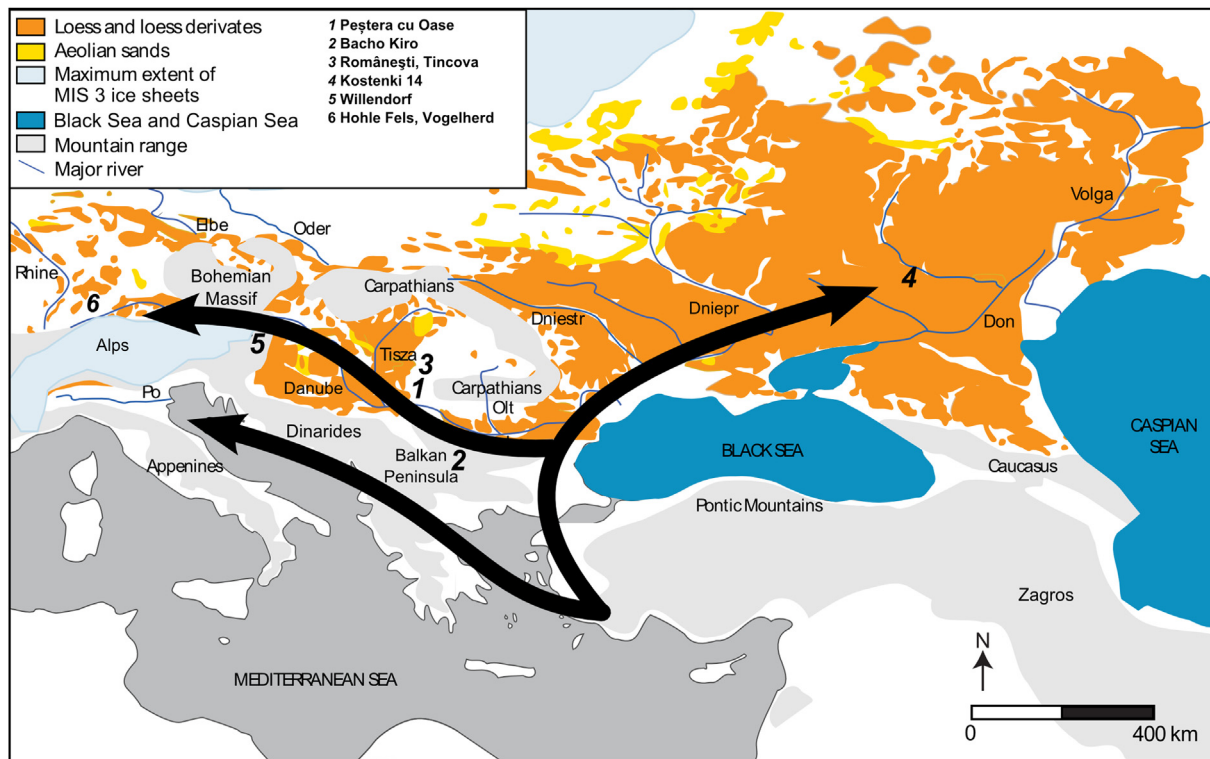 Loess and loess derivates
Aeolian sands
Maximum extent of
MIS 3 ice sheets
Black Sea and Caspian Sea
Mountain range
Major river
1 Peștera cu Oase
2 Bacho Kiro
3 Româneşti, Tincova
4 Kostenki 14
5 Willendorf
6 Hohle Fels, Vogelherd
Volga
Elbe
Oder
Rhine
Bohemian
Massif
Carpathians
4
6
Dniestr
Dniepr
Don
Alps
5
Tisza
3
1
Danube
Carpathians
Olt
Po
Dinarides
2
Balkan
Peninsula
BLACK SEA
CASPIAN
SEA
Appenines
Caucasus
Pontic Mountains
Zagros
MEDITERRANEAN SEA
N
0
400 km